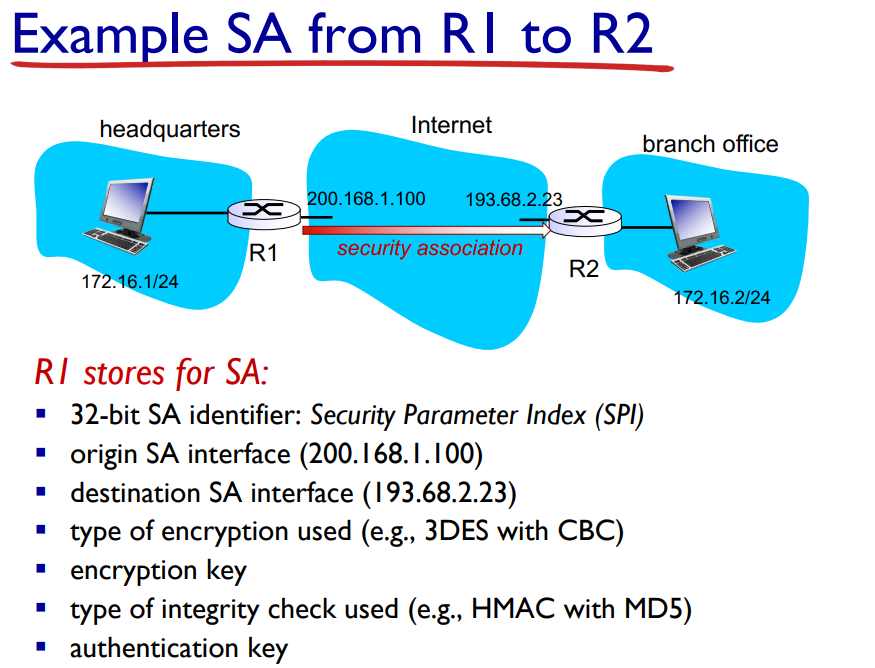 Example SA from R1 to R2
headquarters
Internet
branch office
200.168.1.100
193.68.2.23
security association
R1
R2
172.16.1/24
172.16.2/24
R1 stores for SA:
▪ 32-bit SA identifier: Security Parameter Index (SPI)
▪ origin SA interface (200.168.1.100)
▪ destination SA interface (193.68.2.23)
▪ type of encryption used (e.g., 3DES with CBC)
▪ encryption key
▪ type of integrity check used (e.g., HMAC with MD5)
▪ authentication key